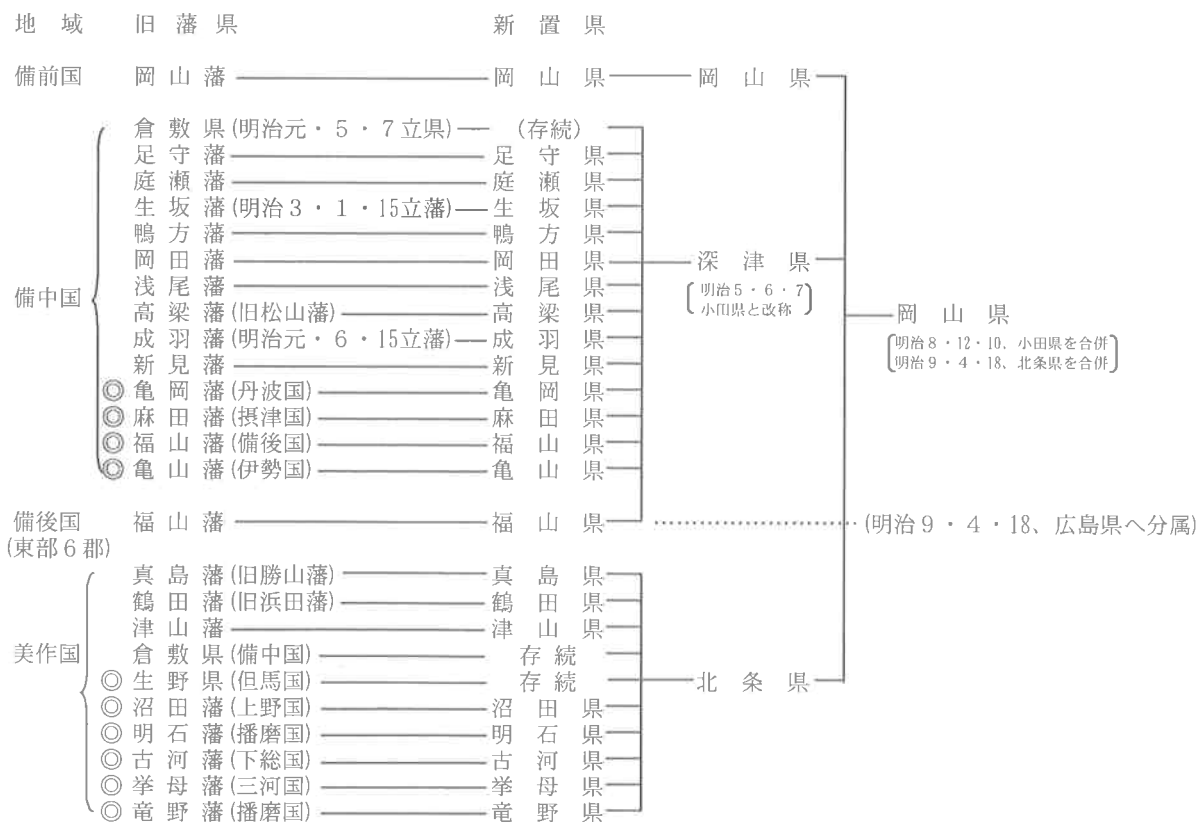 地域 旧藩県 新置県
備前国 岡山藩 岡山県 岡山県
倉敷県(明治元・5・7立県) (存続)
足守藩 足守県
庭瀬藩 庭瀬県
生坂藩(明治3・1・15立藩) 生坂県
鴨方藩 鴨方県
岡田藩 岡田県 深津県
浅尾藩 浅尾県 明治5・6・7
備中国 小田県と改称
高梁藩(旧松山藩) 高梁県 岡山県
成羽藩(明治元・6・15立藩) 成羽県 明治8・12・10、小田県を合併
新見藩 新見県 明治9・4・18、北条県を合併
◎亀岡藩(丹波国) 亀岡県
◎麻田藩(摂津国) 麻田県
◎福山藩(備後国) 福山県
◎亀山藩(伊勢国) 亀山県
備後国 福山藩 福山県 (明治9・4・18、広島県へ分属)
(東部6郡)
真島藩(旧勝山藩) 真島県
鶴田藩(旧浜田藩) 鶴田県
津山藩 津山県
美作国 倉敷県(備中国) 存続
◎生野県(但馬国) 存続 北条県
◎沼田藩(上野国) 沼田県
◎明石藩(播磨国) 明石県
◎古河藩(下総国) 古河県
◎挙母藩(三河国) 挙母県
◎竜野藩(播磨国) 竜野県